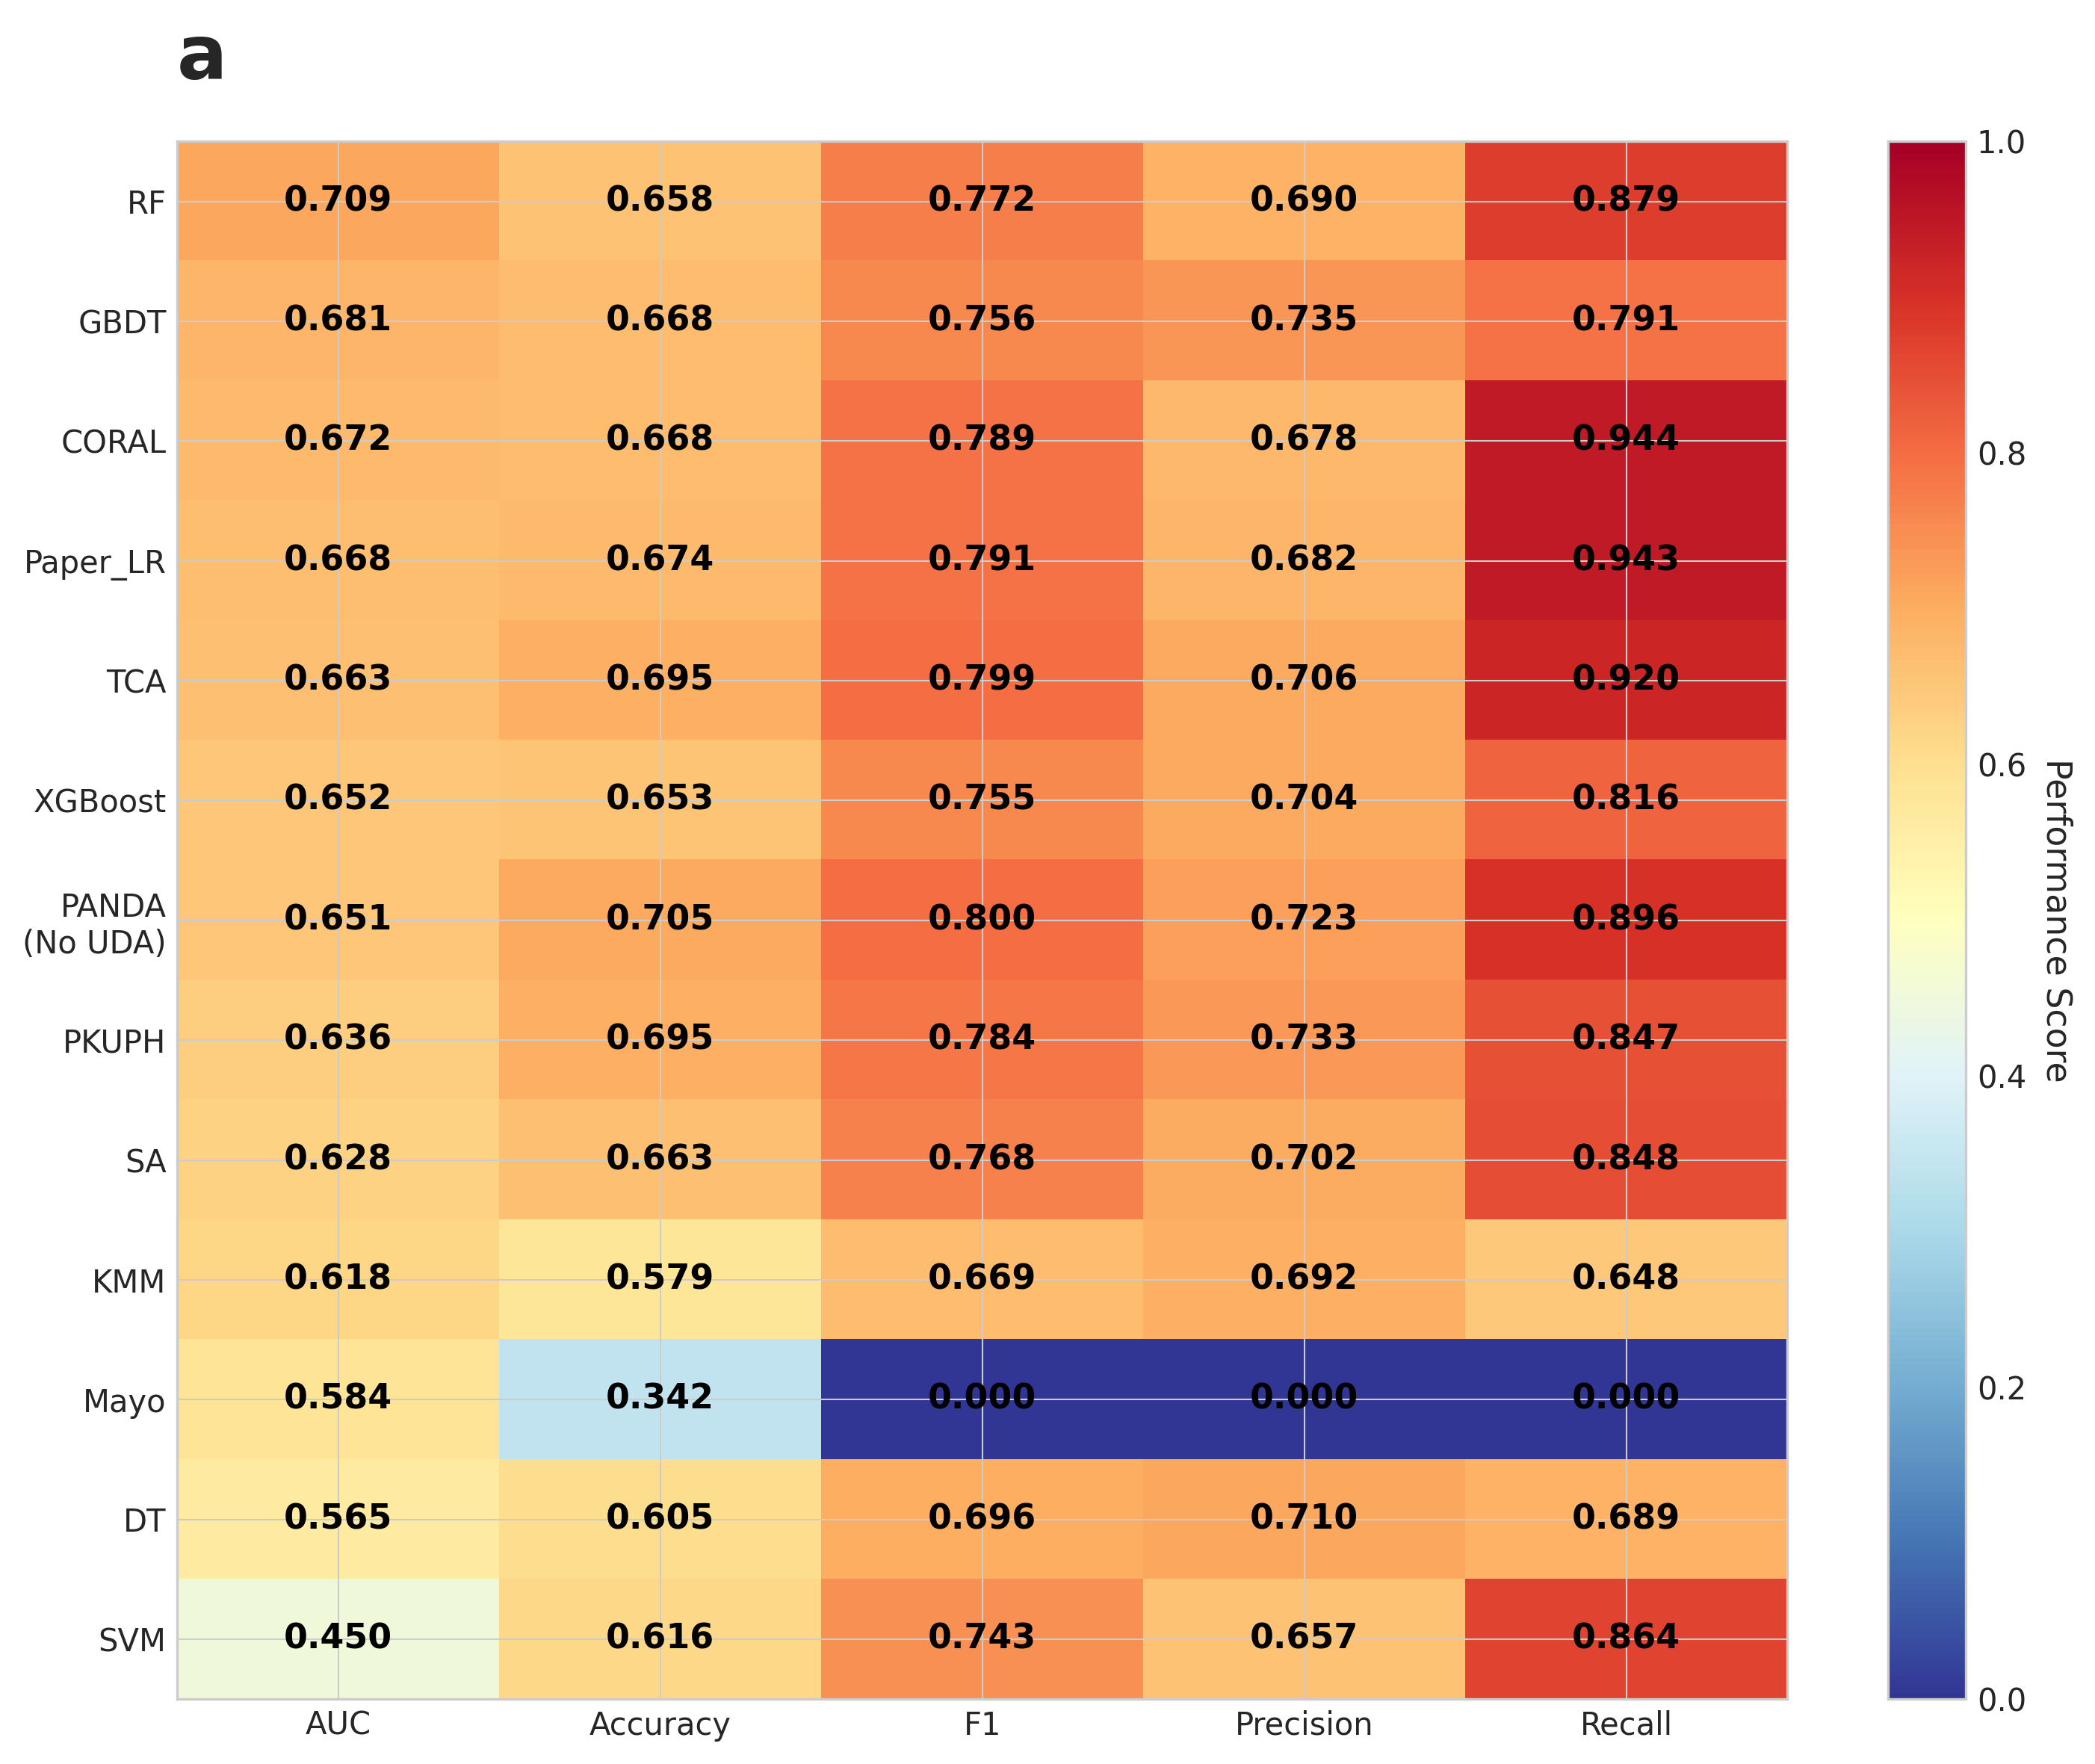 a
RF 0.709 0.658 0.772 0.690 0.879
GBDT 0.681 0.668 0.756 0.735 0.791
CORAL 0.672 0.668 0.789 0.678 0.944
Paper_LR 0.668 0.674 0.791 0.682 0.943
TCA 0.663 0.695 0.799 0.706 0.920
XGBoost 0.652 0.653 0.755 0.704 0.816
PANDA
(No UDA) 0.651 0.705 0.800 0.723 0.896
PKUPH 0.636 0.695 0.784 0.733 0.847
SA 0.628 0.663 0.768 0.702 0.848
KMM 0.618 0.579 0.669 0.692 0.648
Mayo 0.584 0.342 0.000 0.000 0.000
DT 0.565 0.605 0.696 0.710 0.689
SVM 0.450 0.616 0.743 0.657 0.864
AUC Accuracy F1 Precision Recall
1.0
0.8
0.6
0.4
0.2
0.0
Performance Score